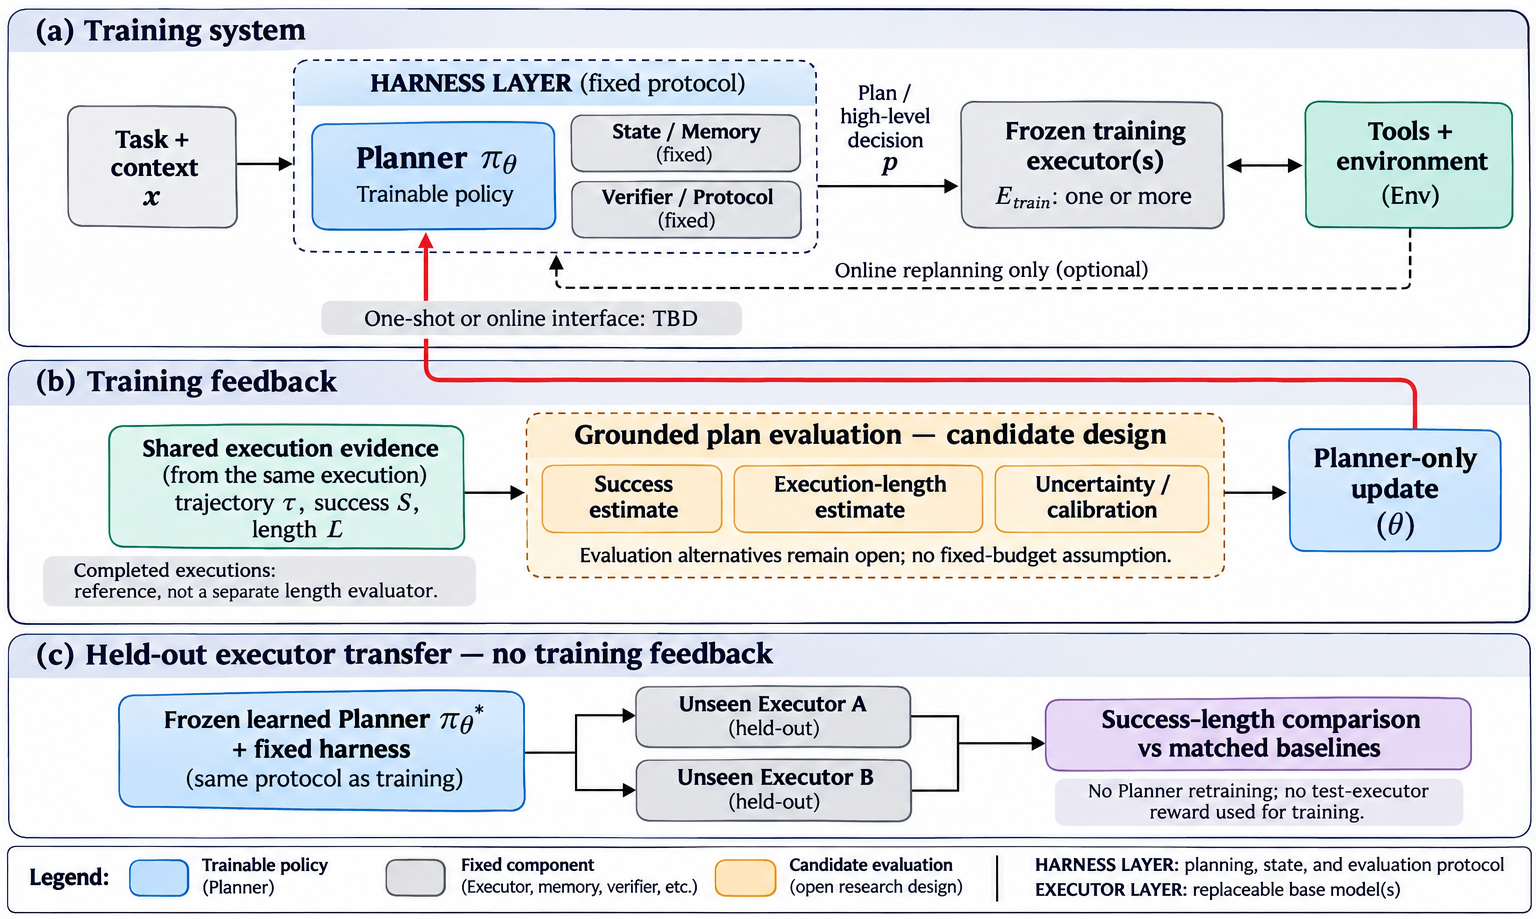 (a) Training system
HARNESS LAYER (fixed protocol)
Task +
context
x
Planner πθ
Trainable policy
State / Memory
(fixed)
Verifier / Protocol
(fixed)
Plan /
high-level
decision
p
Frozen training
executor(s)
Etrain: one or more
Tools +
environment
(Env)
Online replanning only (optional)
One-shot or online interface: TBD
(b) Training feedback
Shared execution evidence
(from the same execution)
trajectory τ, success S,
length L
Completed executions:
reference, not a separate length evaluator.
Grounded plan evaluation — candidate design
Success
estimate
Execution-length
estimate
Uncertainty /
calibration
Evaluation alternatives remain open; no fixed-budget assumption.
Planner-only
update
(θ)
(c) Held-out executor transfer — no training feedback
Frozen learned Planner πθ*
+ fixed harness
(same protocol as training)
Unseen Executor A
(held-out)
Unseen Executor B
(held-out)
Success-length comparison
vs matched baselines
No Planner retraining; no test-executor
reward used for training.
Legend:
Trainable policy
(Planner)
Fixed component
(Executor, memory, verifier, etc.)
Candidate evaluation
(open research design)
HARNESS LAYER: planning, state, and evaluation protocol
EXECUTOR LAYER: replaceable base model(s)